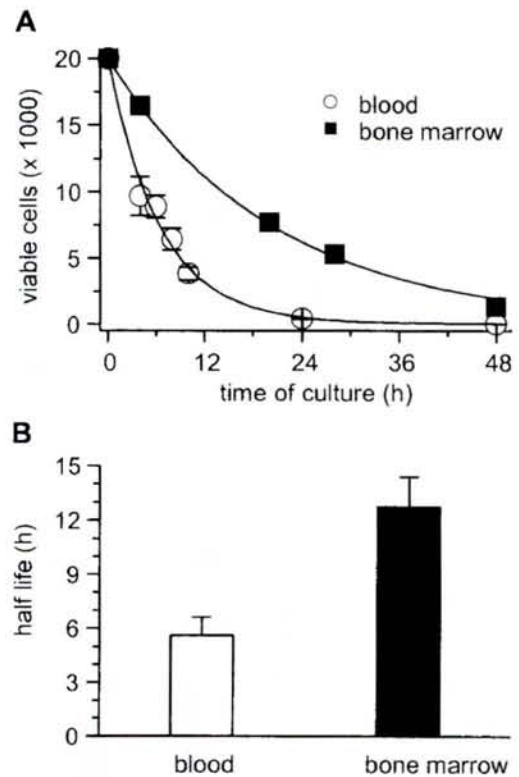 A
viable cells (x 1000)
20
15
10
5
0
blood
bone marrow
0 12 24 36 48
time of culture (h)
B
half life (h)
15
12
9
6
3
0
blood bone marrow